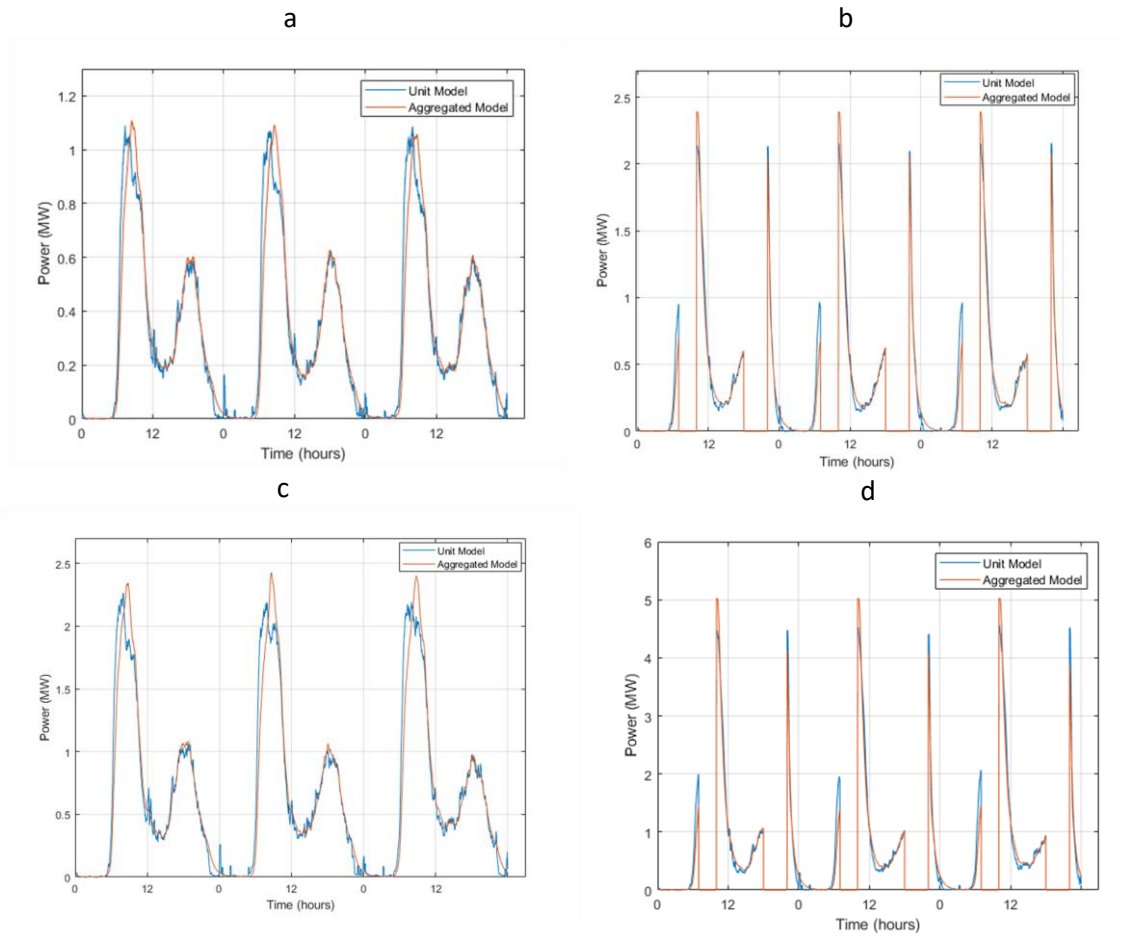 a
Unit Model
Aggregated Model
Power (MW)
1.2
1
0.8
0.6
0.4
0.2
0
0 12 0 12 0 12
Time (hours)
b
Unit Model
Aggregated Model
Power (MW)
2.5
2
1.5
1
0.5
0
0 12 0 12 0 12
Time (hours)
c
Unit Model
Aggregated Model
Power (MW)
2.5
2
1.5
1
0.5
0
0 12 0 12 0 12
Time (hours)
d
Unit Model
Aggregated Model
Power (MW)
6
5
4
3
2
1
0
0 12 0 12 0 12
Time (hours)